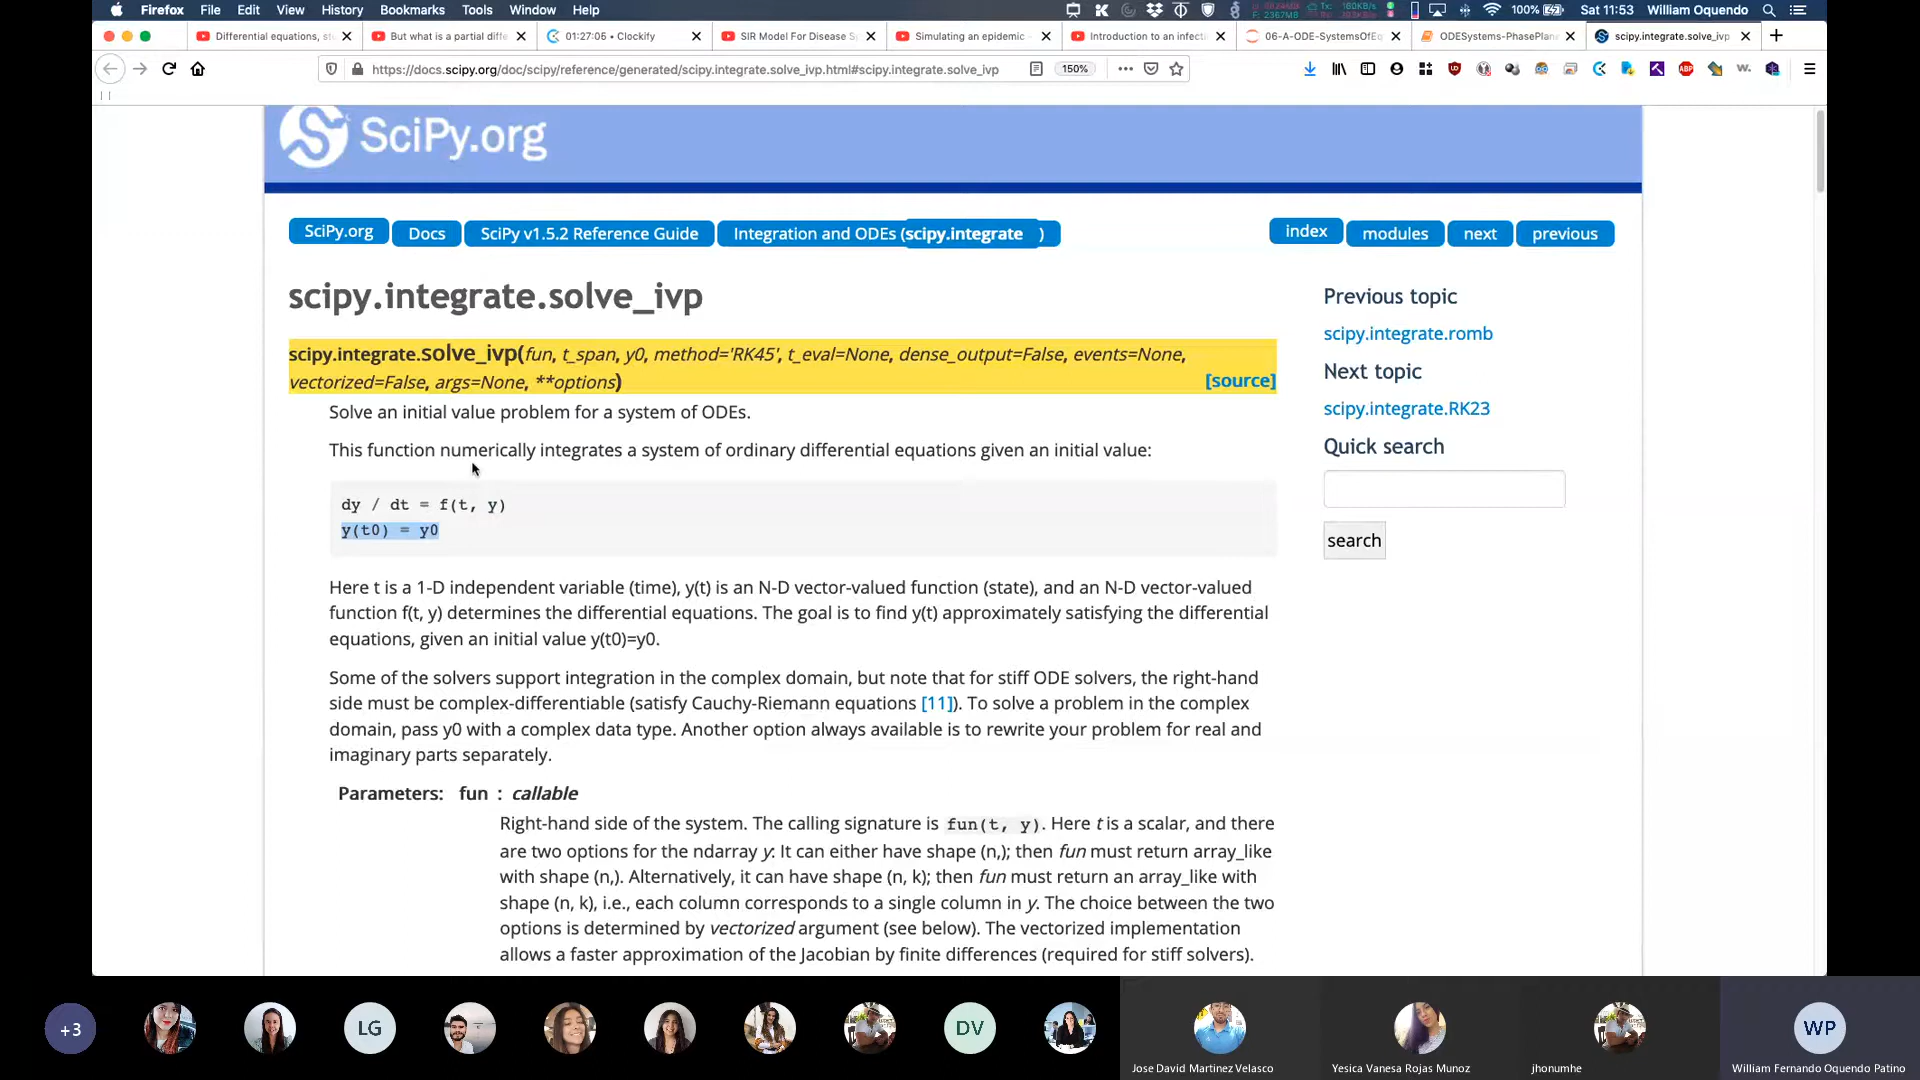 Firefox File Edit View History Bookmarks Tools Window Help 100% Sat 11:53 William Oquendo
Differential equations, st But what is a partial diffe 01:27:05 • Clockify SIR Model For Disease S Simulating an epidemic - Introduction to an infecti 06-A-ODE-SystemsOfEq ODESystems-PhasePlane scipy.integrate.solve_ivp
https://docs.scipy.org/doc/scipy/reference/generated/scipy.integrate.solve_ivp.html#scipy.integrate.solve_ivp 150%
SciPy.org
SciPy.org Docs SciPy v1.5.2 Reference Guide Integration and ODEs (scipy.integrate ) index modules next previous
scipy.integrate.solve_ivp
scipy.integrate.solve_ivp(fun, t_span, y0, method='RK45', t_eval=None, dense_output=False, events=None,
vectorized=False, args=None, **options) [source]
Solve an initial value problem for a system of ODEs.
This function numerically integrates a system of ordinary differential equations given an initial value:
dy / dt = f(t, y)
y(t0) = y0
Here t is a 1-D independent variable (time), y(t) is an N-D vector-valued function (state), and an N-D vector-valued
function f(t, y) determines the differential equations. The goal is to find y(t) approximately satisfying the differential
equations, given an initial value y(t0)=y0.
Some of the solvers support integration in the complex domain, but note that for stiff ODE solvers, the right-hand
side must be complex-differentiable (satisfy Cauchy-Riemann equations [11]). To solve a problem in the complex
domain, pass y0 with a complex data type. Another option always available is to rewrite your problem for real and
imaginary parts separately.
Parameters: fun : callable
Right-hand side of the system. The calling signature is fun(t, y). Here t is a scalar, and there
are two options for the ndarray y: It can either have shape (n,); then fun must return array_like
with shape (n,). Alternatively, it can have shape (n, k); then fun must return an array_like with
shape (n, k), i.e., each column corresponds to a single column in y. The choice between the two
options is determined by vectorized argument (see below). The vectorized implementation
allows a faster approximation of the Jacobian by finite differences (required for stiff solvers).
Previous topic
scipy.integrate.romb
Next topic
scipy.integrate.RK23
Quick search
search
+3 LG DV WP
Jose David Martinez Velasco Yesica Vanesa Rojas Munoz jhonumhe William Fernando Oquendo Patino